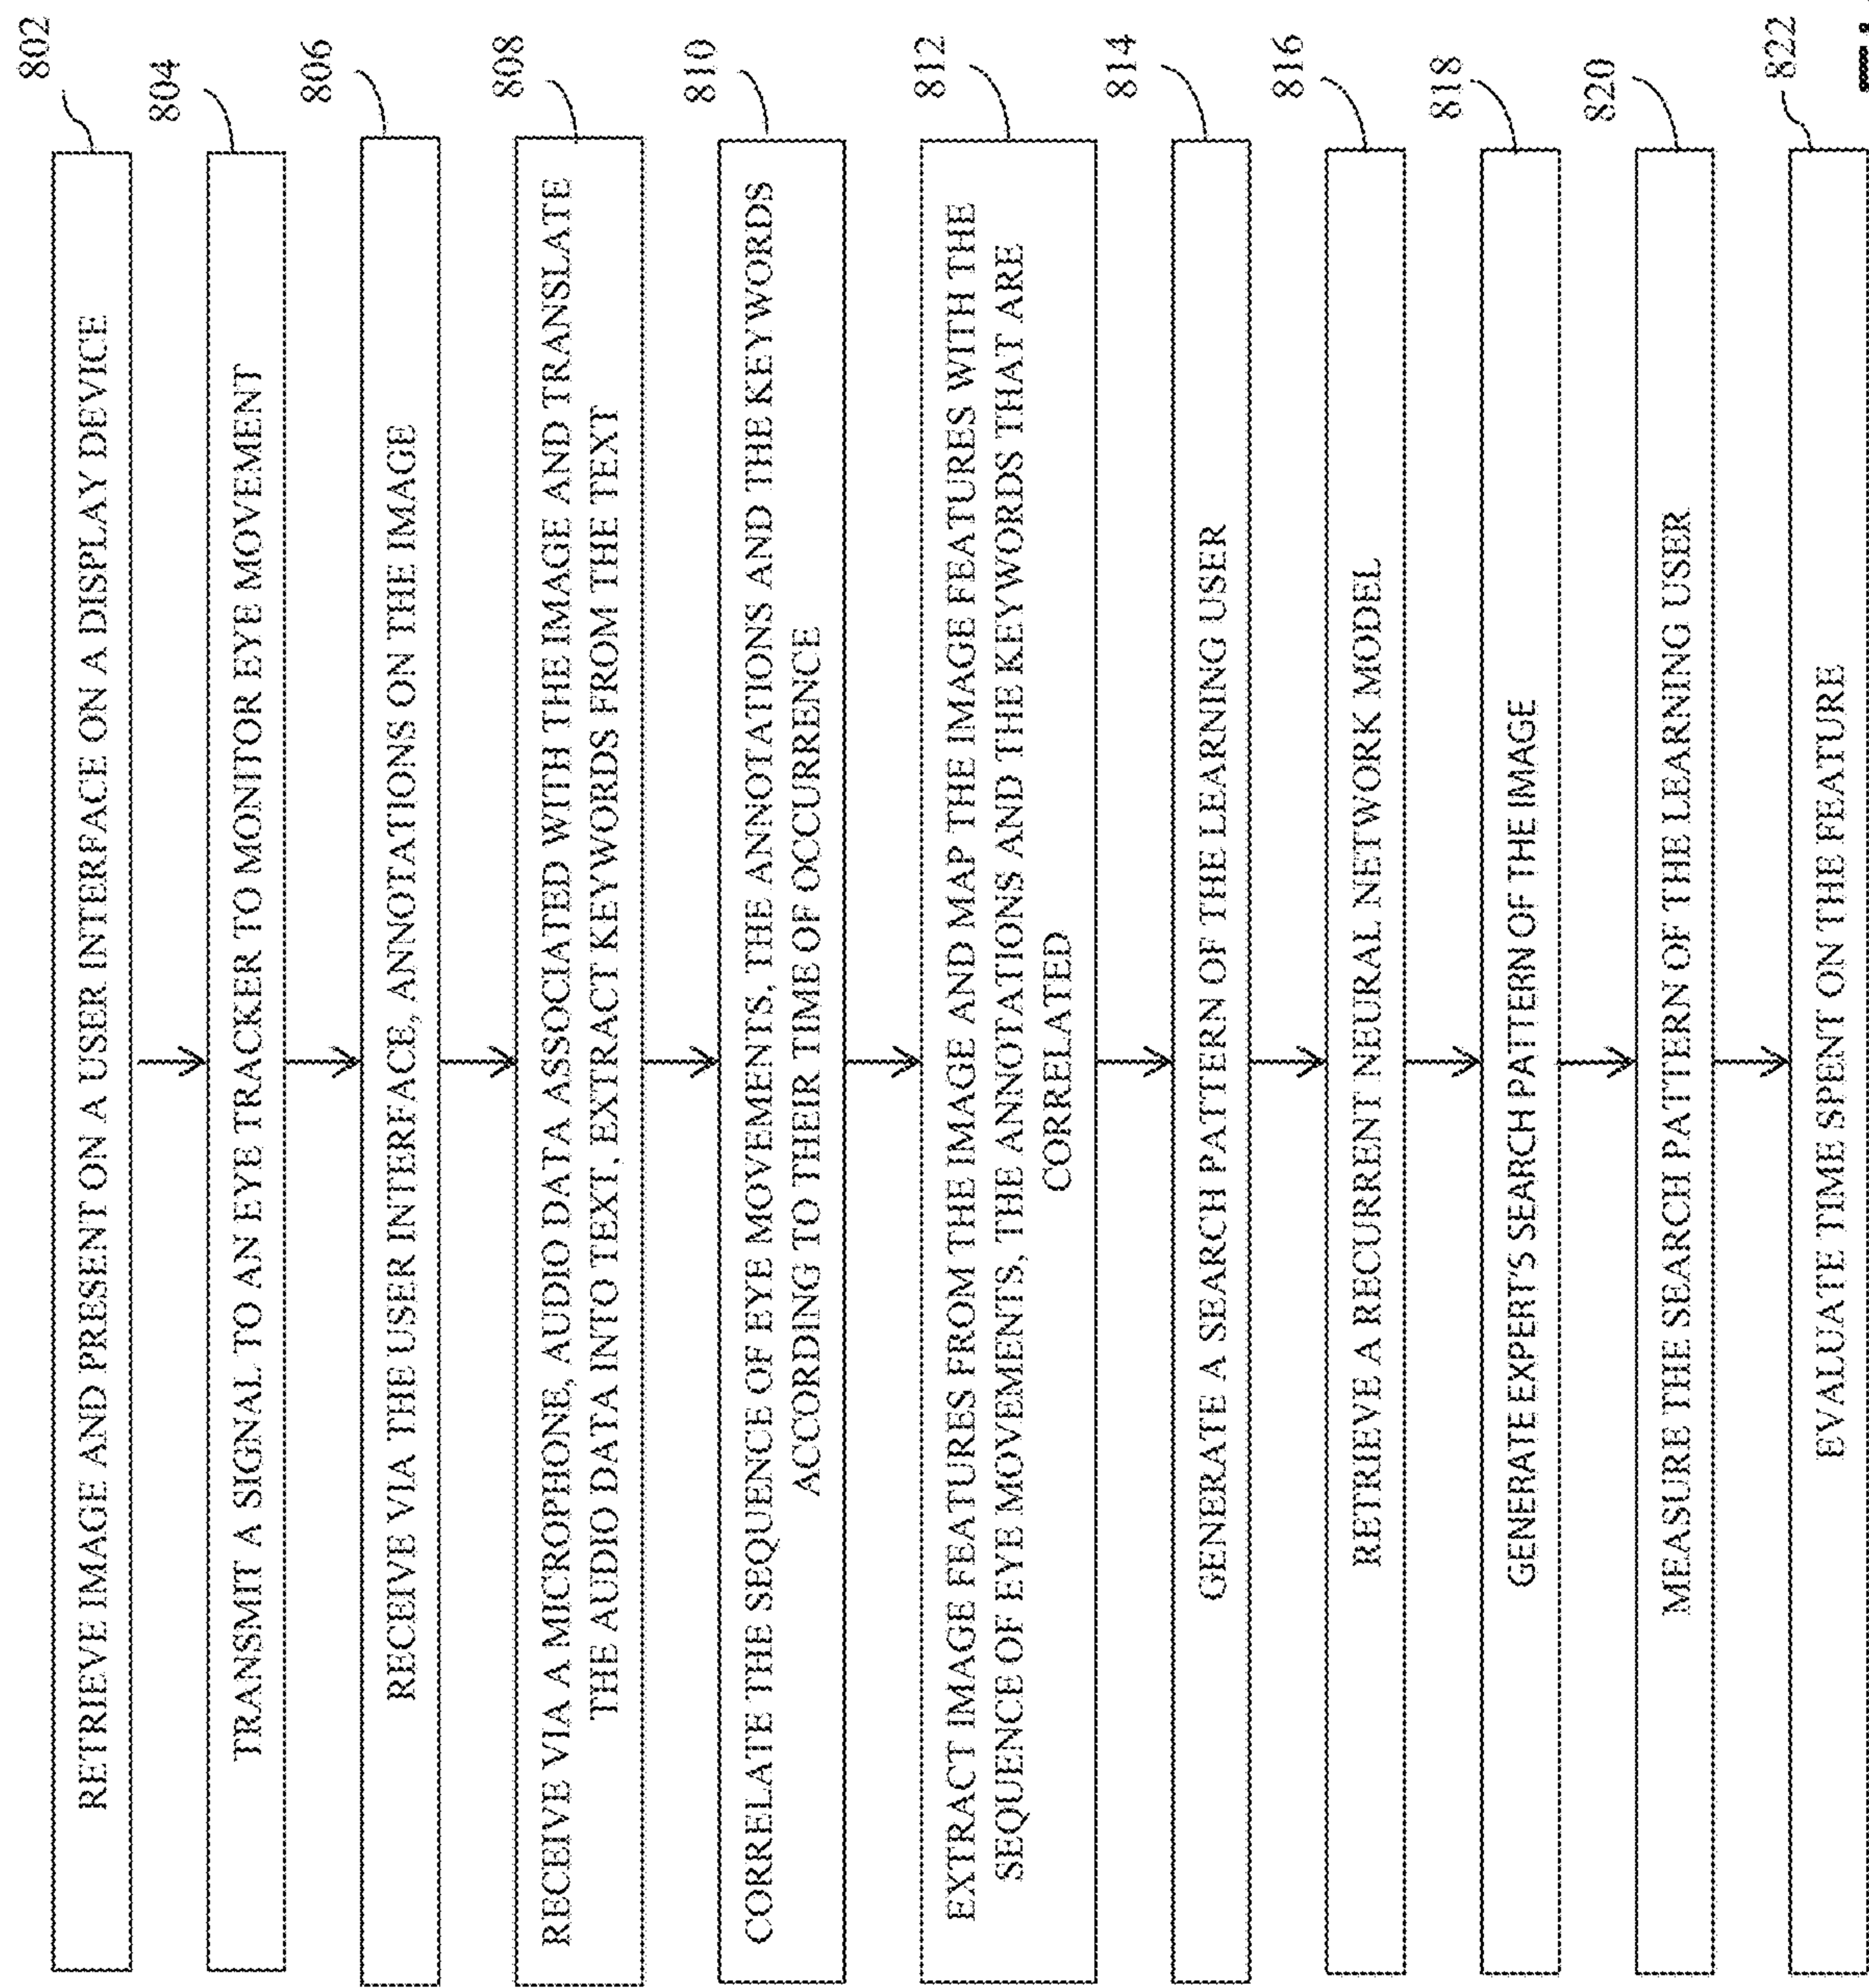 802
RETRIEVE IMAGE AND PRESENT ON A USER INTERFACE ON A DISPLAY DEVICE
804
TRANSMIT A SIGNAL TO AN EYE TRACKER TO MONITOR EYE MOVEMENT
806
RECEIVE VIA THE USER INTERFACE, ANNOTATIONS ON THE IMAGE
808
RECEIVE VIA A MICROPHONE, AUDIO DATA ASSOCIATED WITH THE IMAGE AND TRANSLATE
THE AUDIO DATA INTO TEXT, EXTRACT KEYWORDS FROM THE TEXT
810
CORRELATE THE SEQUENCE OF EYE MOVEMENTS, THE ANNOTATIONS AND THE KEYWORDS
ACCORDING TO THEIR TIME OF OCCURRENCE
812
EXTRACT IMAGE FEATURES FROM THE IMAGE AND MAP THE IMAGE FEATURES WITH THE
SEQUENCE OF EYE MOVEMENTS, THE ANNOTATIONS AND THE KEYWORDS THAT ARE
CORRELATED
814
GENERATE A SEARCH PATTERN OF THE LEARNING USER
816
RETRIEVE A RECURRENT NEURAL NETWORK MODEL
818
GENERATE EXPERT'S SEARCH PATTERN OF THE IMAGE
820
MEASURE THE SEARCH PATTERN OF THE LEARNING USER
822
EVALUATE TIME SPENT ON THE FEATURE